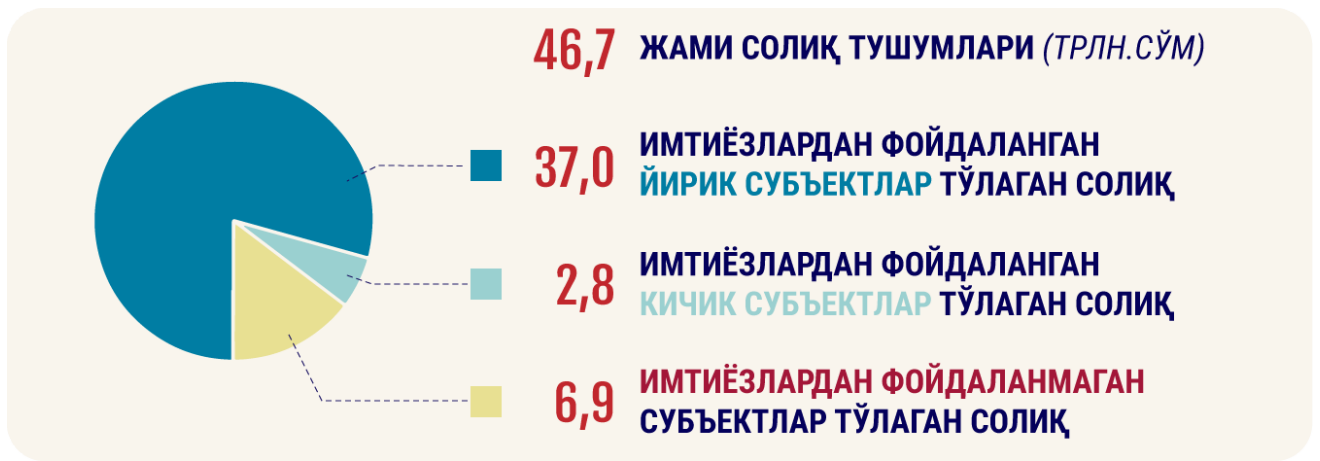 46,7 ЖАМИ СОЛИҚ ТУШУМЛАРИ (ТРЛН.СЎМ)
37,0 ИМТИЁЗЛАРДАН ФОЙДАЛАНГАН
ЙИРИК СУБЪЕКТЛАР ТЎЛАГАН СОЛИҚ
2,8 ИМТИЁЗЛАРДАН ФОЙДАЛАНГАН
КИЧИК СУБЪЕКТЛАР ТЎЛАГАН СОЛИҚ
6,9 ИМТИЁЗЛАРДАН ФОЙДАЛАНМАГАН
СУБЪЕКТЛАР ТЎЛАГАН СОЛИҚ